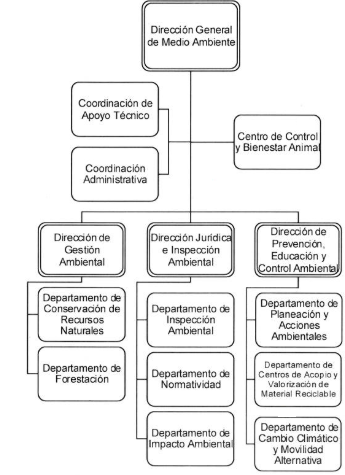 Dirección General
de Medio Ambiente
Coordinación de
Apoyo Técnico
Centro de Control
y Bienestar Animal
Coordinación
Administrativa
Dirección de
Gestión
Ambiental
Dirección Jurídica
e Inspección
Ambiental
Dirección de
Prevención,
Educación y
Control Ambiental
Departamento de
Conservación de
Recursos
Naturales
Departamento de
Forestación
Departamento de
Inspección
Ambiental
Departamento de
Normatividad
Departamento de
Impacto Ambiental
Departamento de
Planeación y
Acciones
Ambientales
Departamento de
Centros de Acopio y
Valorización de
Material Reciclable
Departamento de
Cambio Climático
y Movilidad
Alternativa